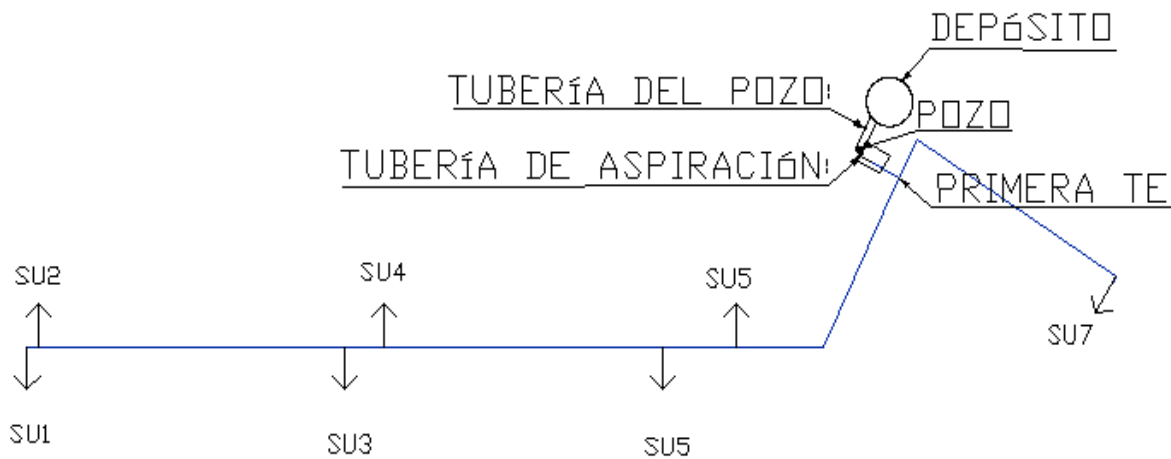 DEPóSITO
TUBERíA DEL POZO
POZO
TUBERíA DE ASPIRACIóN
PRIMERA TE
SU2
SU4
SU5
SU7
SU1
SU3
SU5